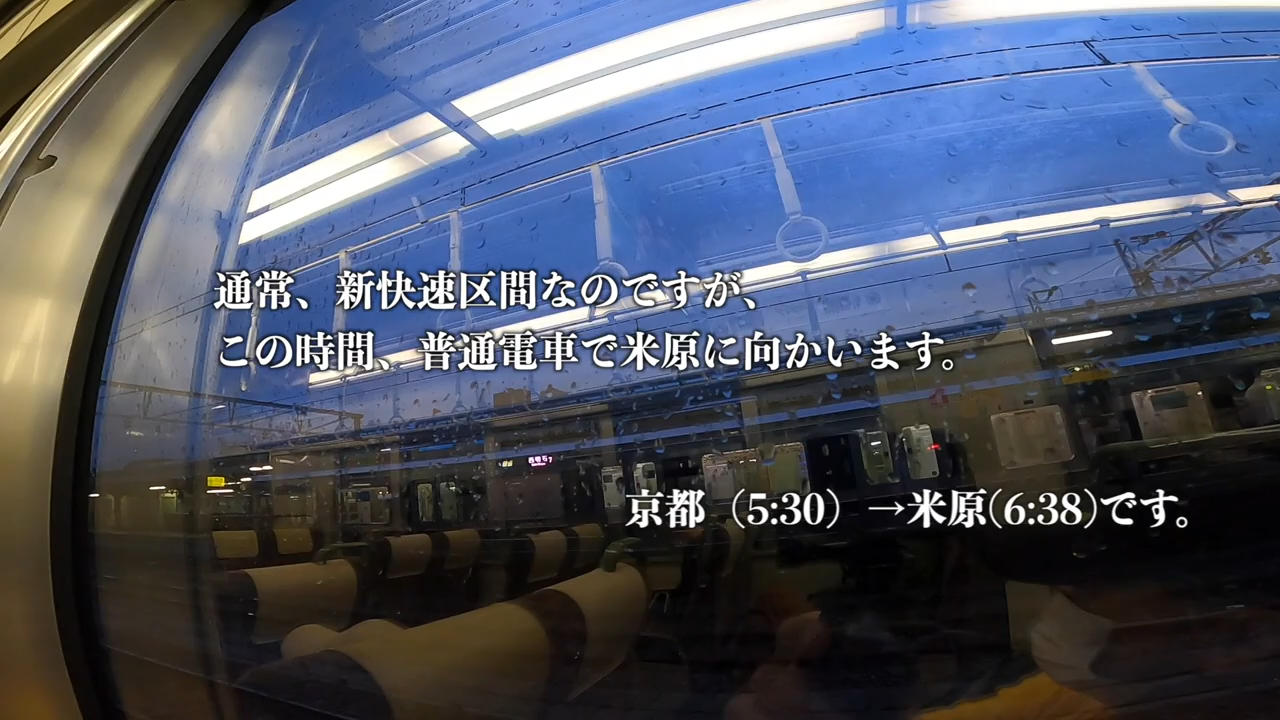 通常、新快速区間なのですが、
この時間、普通電車で米原に向かいます。
京都（5:30）→米原(6:38)です。